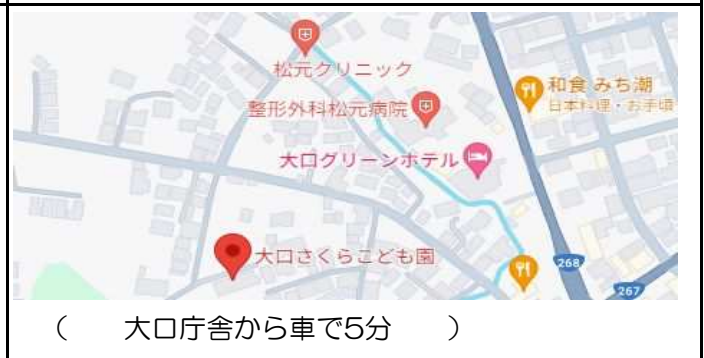 松元クリニック
和食 みち潮
日本料理・お手頃
整形外科松元病院
大口グリーンホテル
大口さくらこども園
268
267
（　　大口庁舎から車で5分　　）